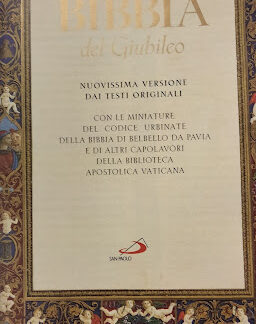 BIBBIA
del Giubileo
NUOVISSIMA VERSIONE
DAI TESTI ORIGINALI
CON LE MINIATURE
DEL CODICE URBINATE
DELLA BIBBIA DI BELBELLO DA PAVIA
E DI ALTRI CAPOLAVORI
DELLA BIBLIOTECA
APOSTOLICA VATICANA
SAN PAOLO